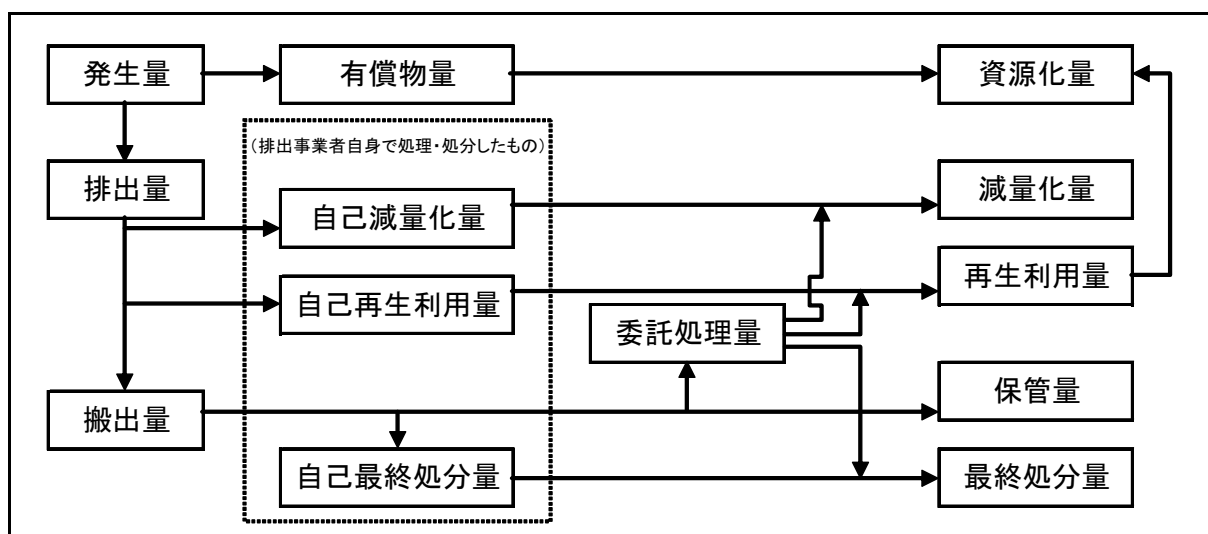 発生量
有償物量
資源化量
(排出事業者自身で処理・処分したもの)
排出量
減量化量
自己減量化量
自己再生利用量
再生利用量
委託処理量
搬出量
保管量
自己最終処分量
最終処分量